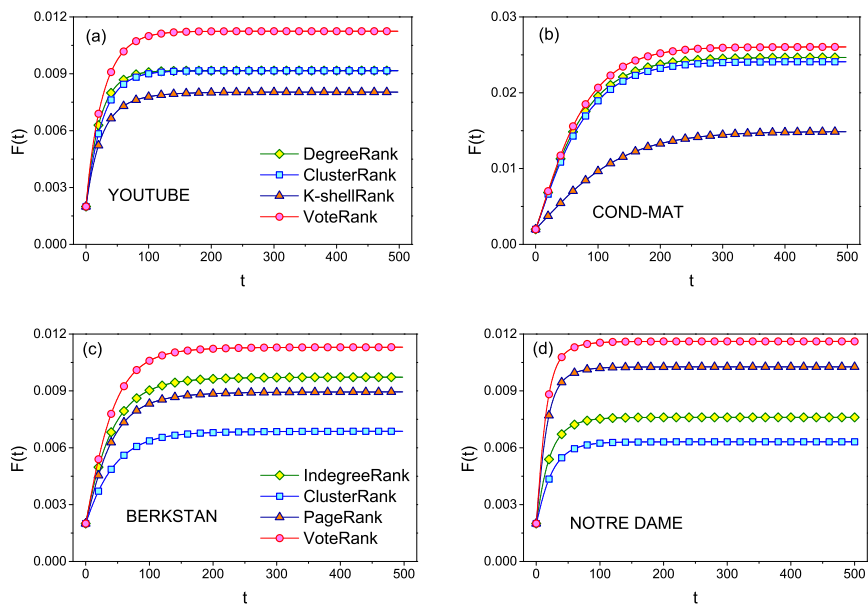 (a)
F(t)
0.012
0.009
0.006
0.003
0.000
DegreeRank
ClusterRank
K-shellRank
VoteRank
YOUTUBE
0 100 200 300 400 500
t
(b)
F(t)
0.03
0.02
0.01
0.00
COND-MAT
0 100 200 300 400 500
t
(c)
F(t)
0.012
0.009
0.006
0.003
0.000
IndegreeRank
ClusterRank
PageRank
VoteRank
BERKSTAN
0 100 200 300 400 500
t
(d)
F(t)
0.012
0.009
0.006
0.003
0.000
NOTRE DAME
0 100 200 300 400 500
t